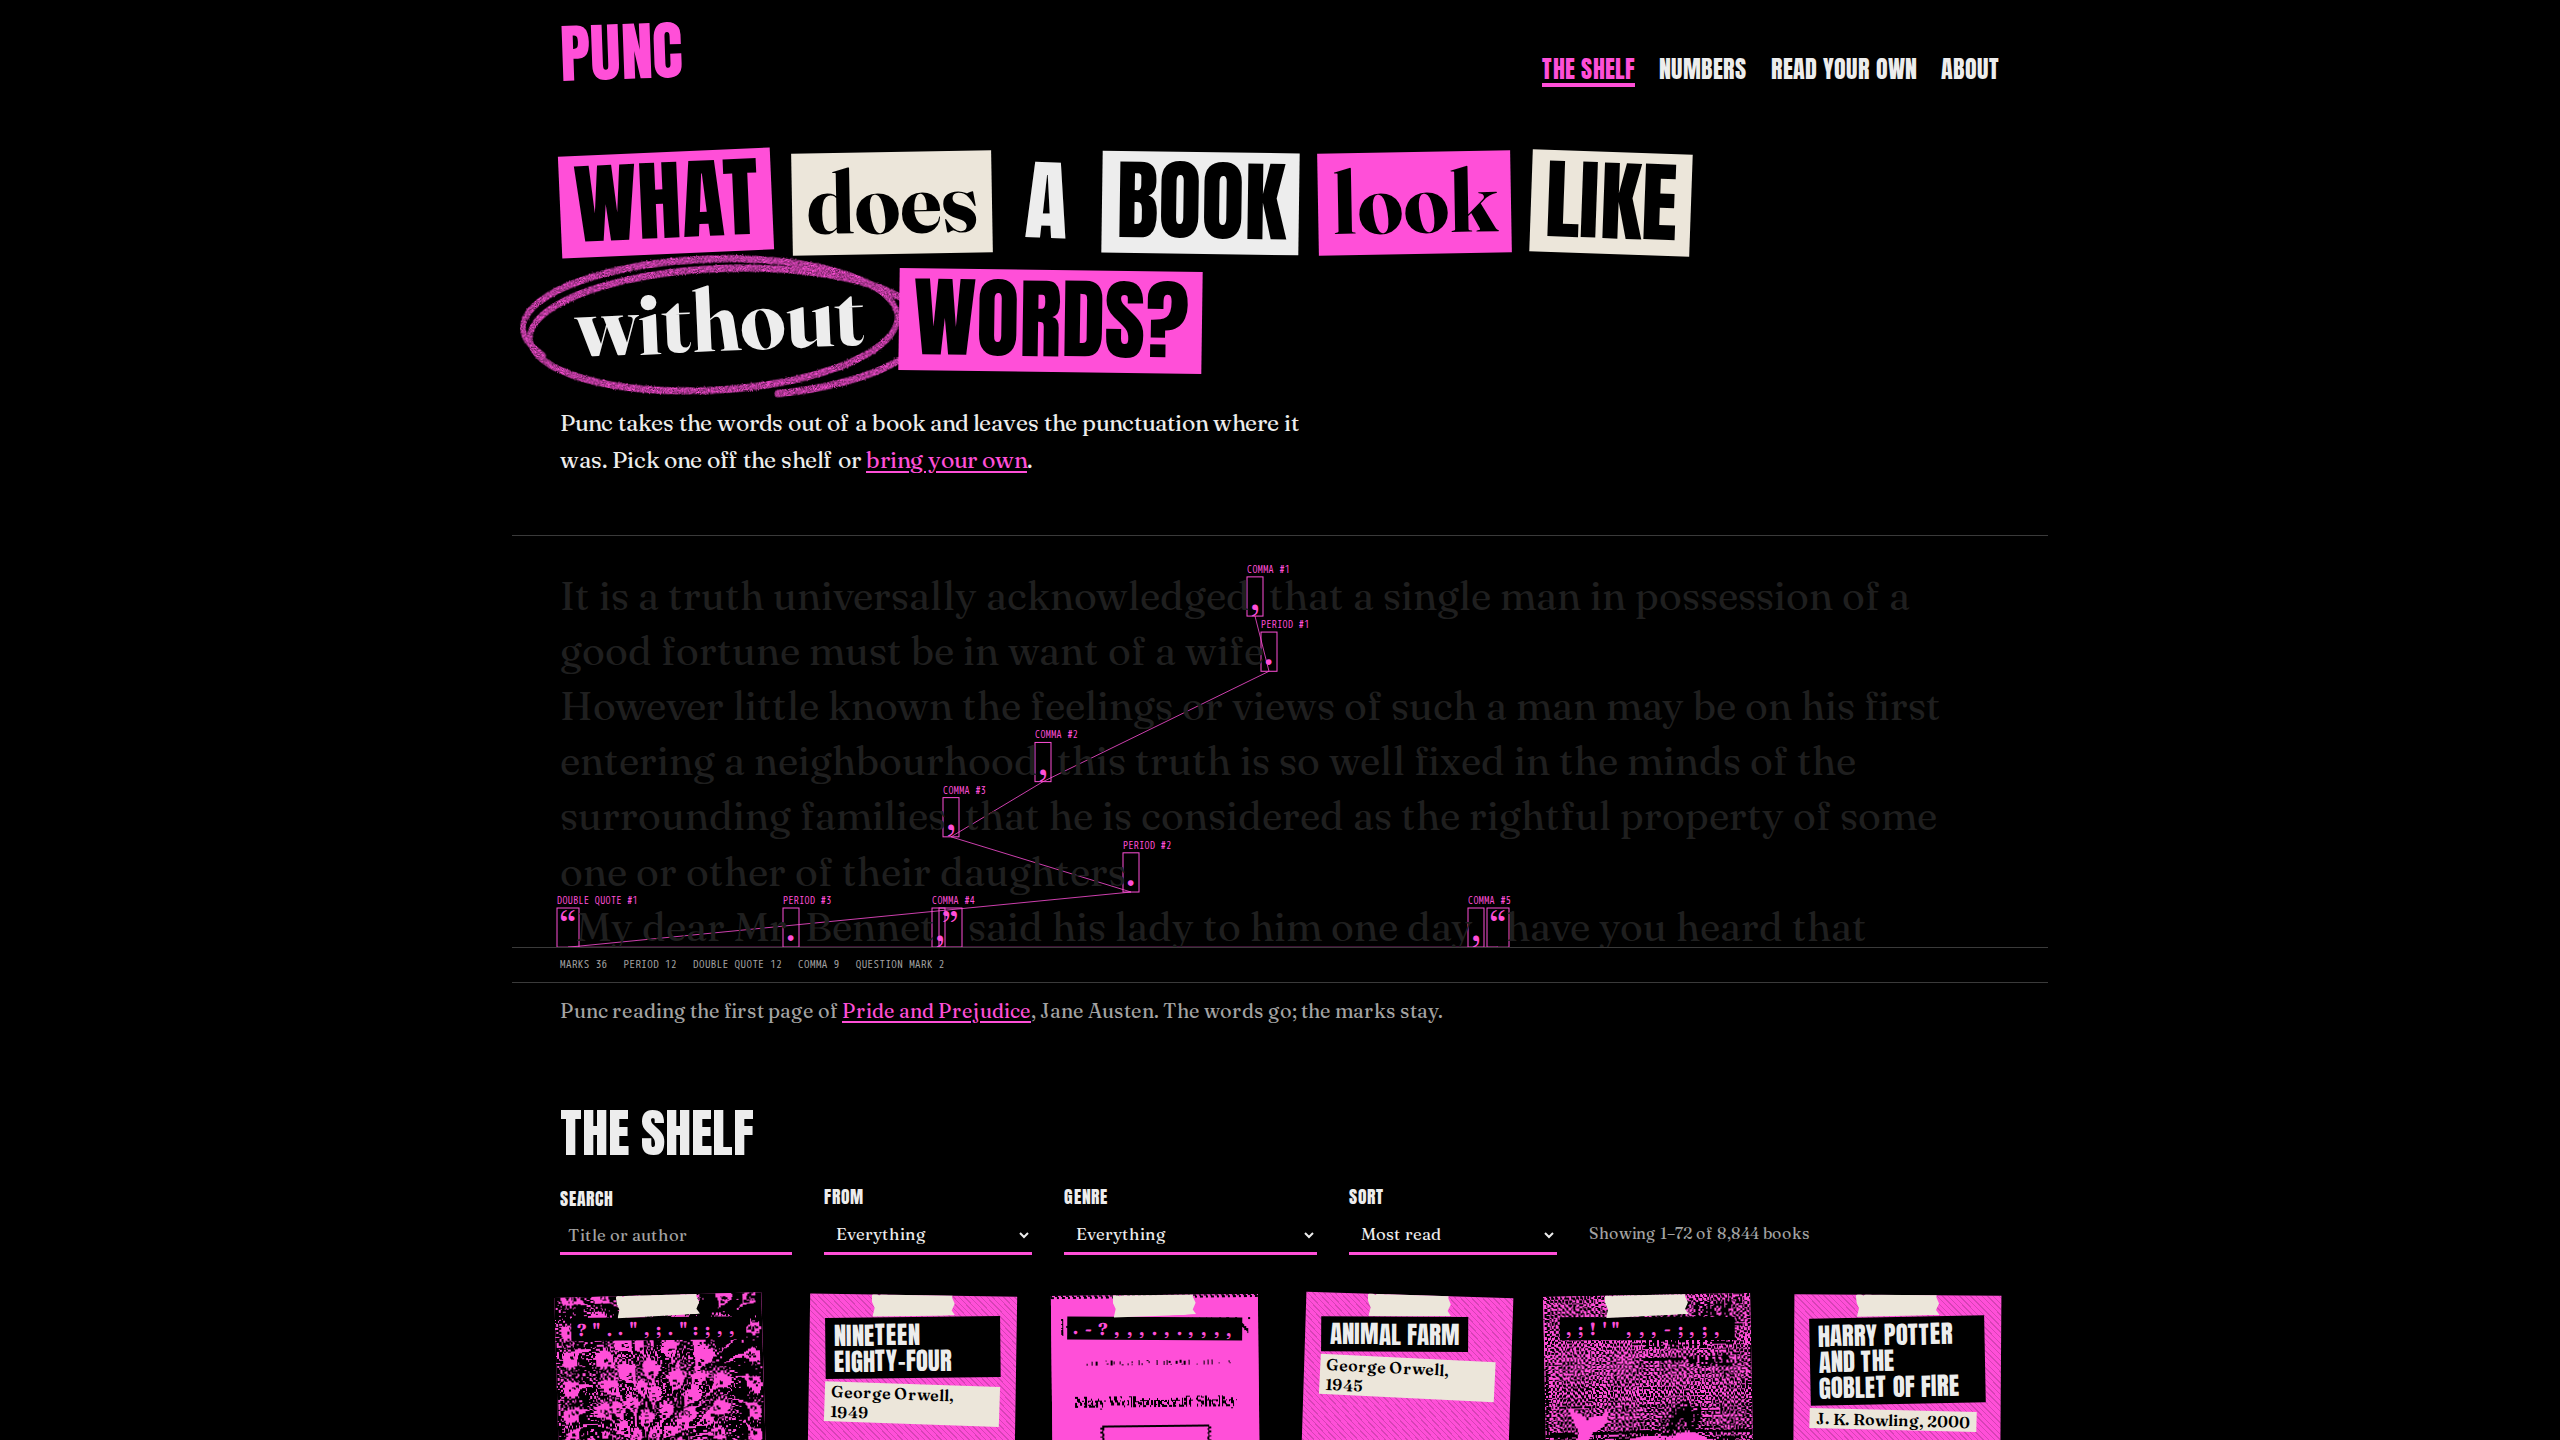 PUNC
THE SHELF NUMBERS READ YOUR OWN ABOUT
WHAT does A BOOK look LIKE
without WORDS?
Punc takes the words out of a book and leaves the punctuation where it
was. Pick one off the shelf or bring your own.
COMMA #1
It is a truth universally acknowledged, that a single man in possession of a
PERIOD #1
good fortune must be in want of a wife.
However little known the feelings or views of such a man may be on his first
COMMA #2
entering a neighbourhood, this truth is so well fixed in the minds of the
COMMA #3
surrounding families, that he is considered as the rightful property of some
PERIOD #2
one or other of their daughters.
DOUBLE QUOTE #1 PERIOD #3 COMMA #4 COMMA #5
“My dear Mr. Bennet,” said his lady to him one day, “have you heard that
MARKS 36 PERIOD 12 DOUBLE QUOTE 12 COMMA 9 QUESTION MARK 2
Punc reading the first page of Pride and Prejudice, Jane Austen. The words go; the marks stay.
THE SHELF
SEARCH FROM GENRE SORT
Title or author Everything Everything Most read Showing 1–72 of 8,844 books
? " . . " , ; . " : ; , ,
NINETEEN
EIGHTY-FOUR
George Orwell,
1949
. - ? , , , . , . , , , ,
Mary Wollstonecraft Shelley
ANIMAL FARM
George Orwell,
1945
, ; ! ' " , , , - ; , ; ,
HARRY POTTER
AND THE
GOBLET OF FIRE
J. K. Rowling, 2000